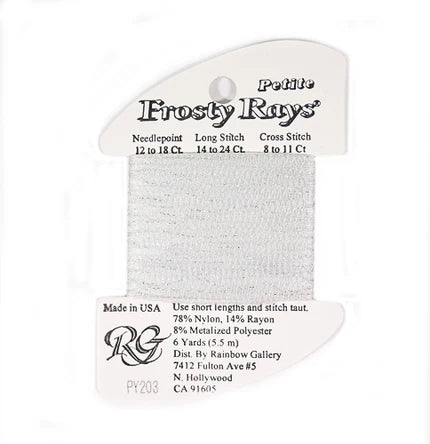 Petite
Frosty Rays®
Needlepoint Long Stitch Cross Stitch
12 to 18 Ct. 14 to 24 Ct. 8 to 11 Ct
Made in USA
RG
PY203
Use short lengths and stitch taut.
78% Nylon, 14% Rayon
8% Metalized Polyester
6 Yards (5.5 m)
Dist. By Rainbow Gallery
7412 Fulton Ave #5
N. Hollywood
CA 91605